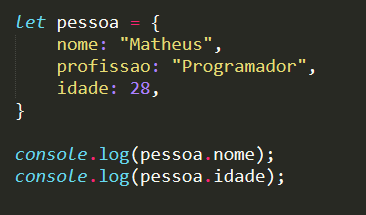 let pessoa = {
    nome: "Matheus",
    profissao: "Programador",
    idade: 28,
}

console.log(pessoa.nome);
console.log(pessoa.idade);